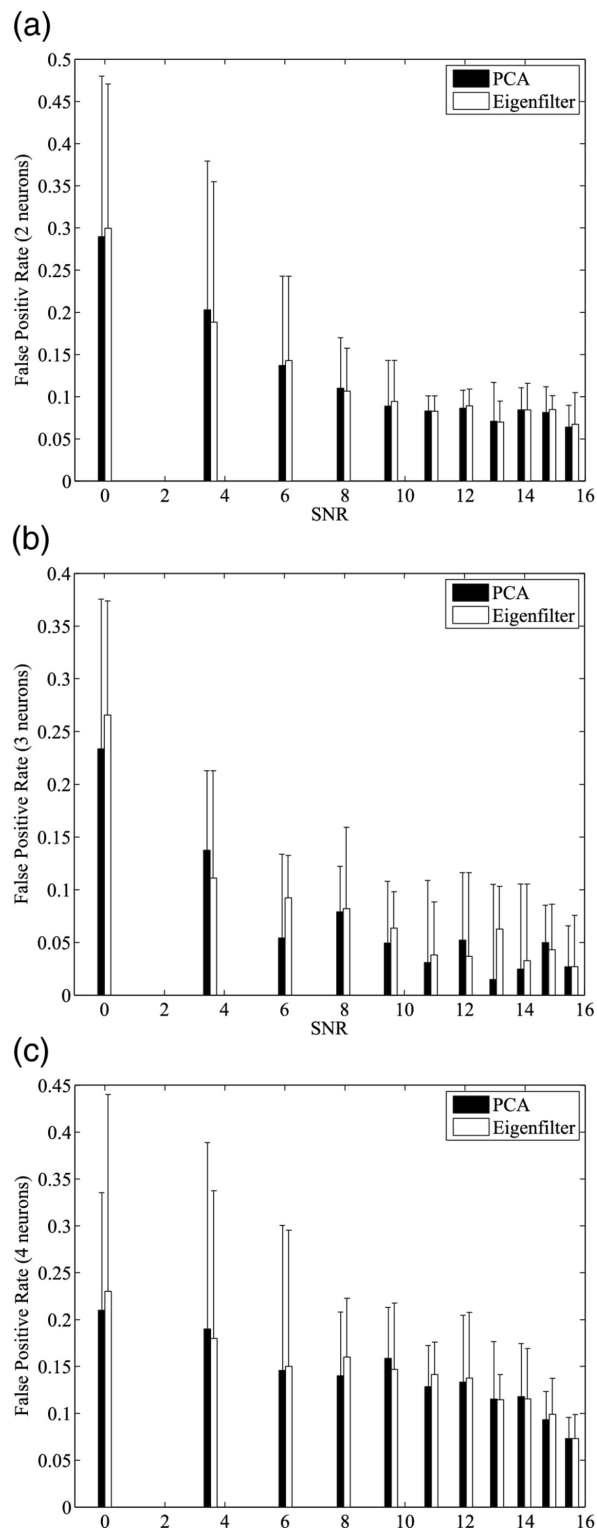 (a)
0.5
0.45
0.4
0.35
0.3
0.25
0.2
0.15
0.1
0.05
0
False Positiv Rate (2 neurons)
PCA
Eigenfilter
0 2 4 6 8 10 12 14 16
SNR
(b)
0.4
0.35
0.3
0.25
0.2
0.15
0.1
0.05
0
False Positive Rate (3 neurons)
PCA
Eigenfilter
0 2 4 6 8 10 12 14 16
SNR
(c)
0.45
0.4
0.35
0.3
0.25
0.2
0.15
0.1
0.05
0
False Positive Rate (4 neurons)
PCA
Eigenfilter
0 2 4 6 8 10 12 14 16